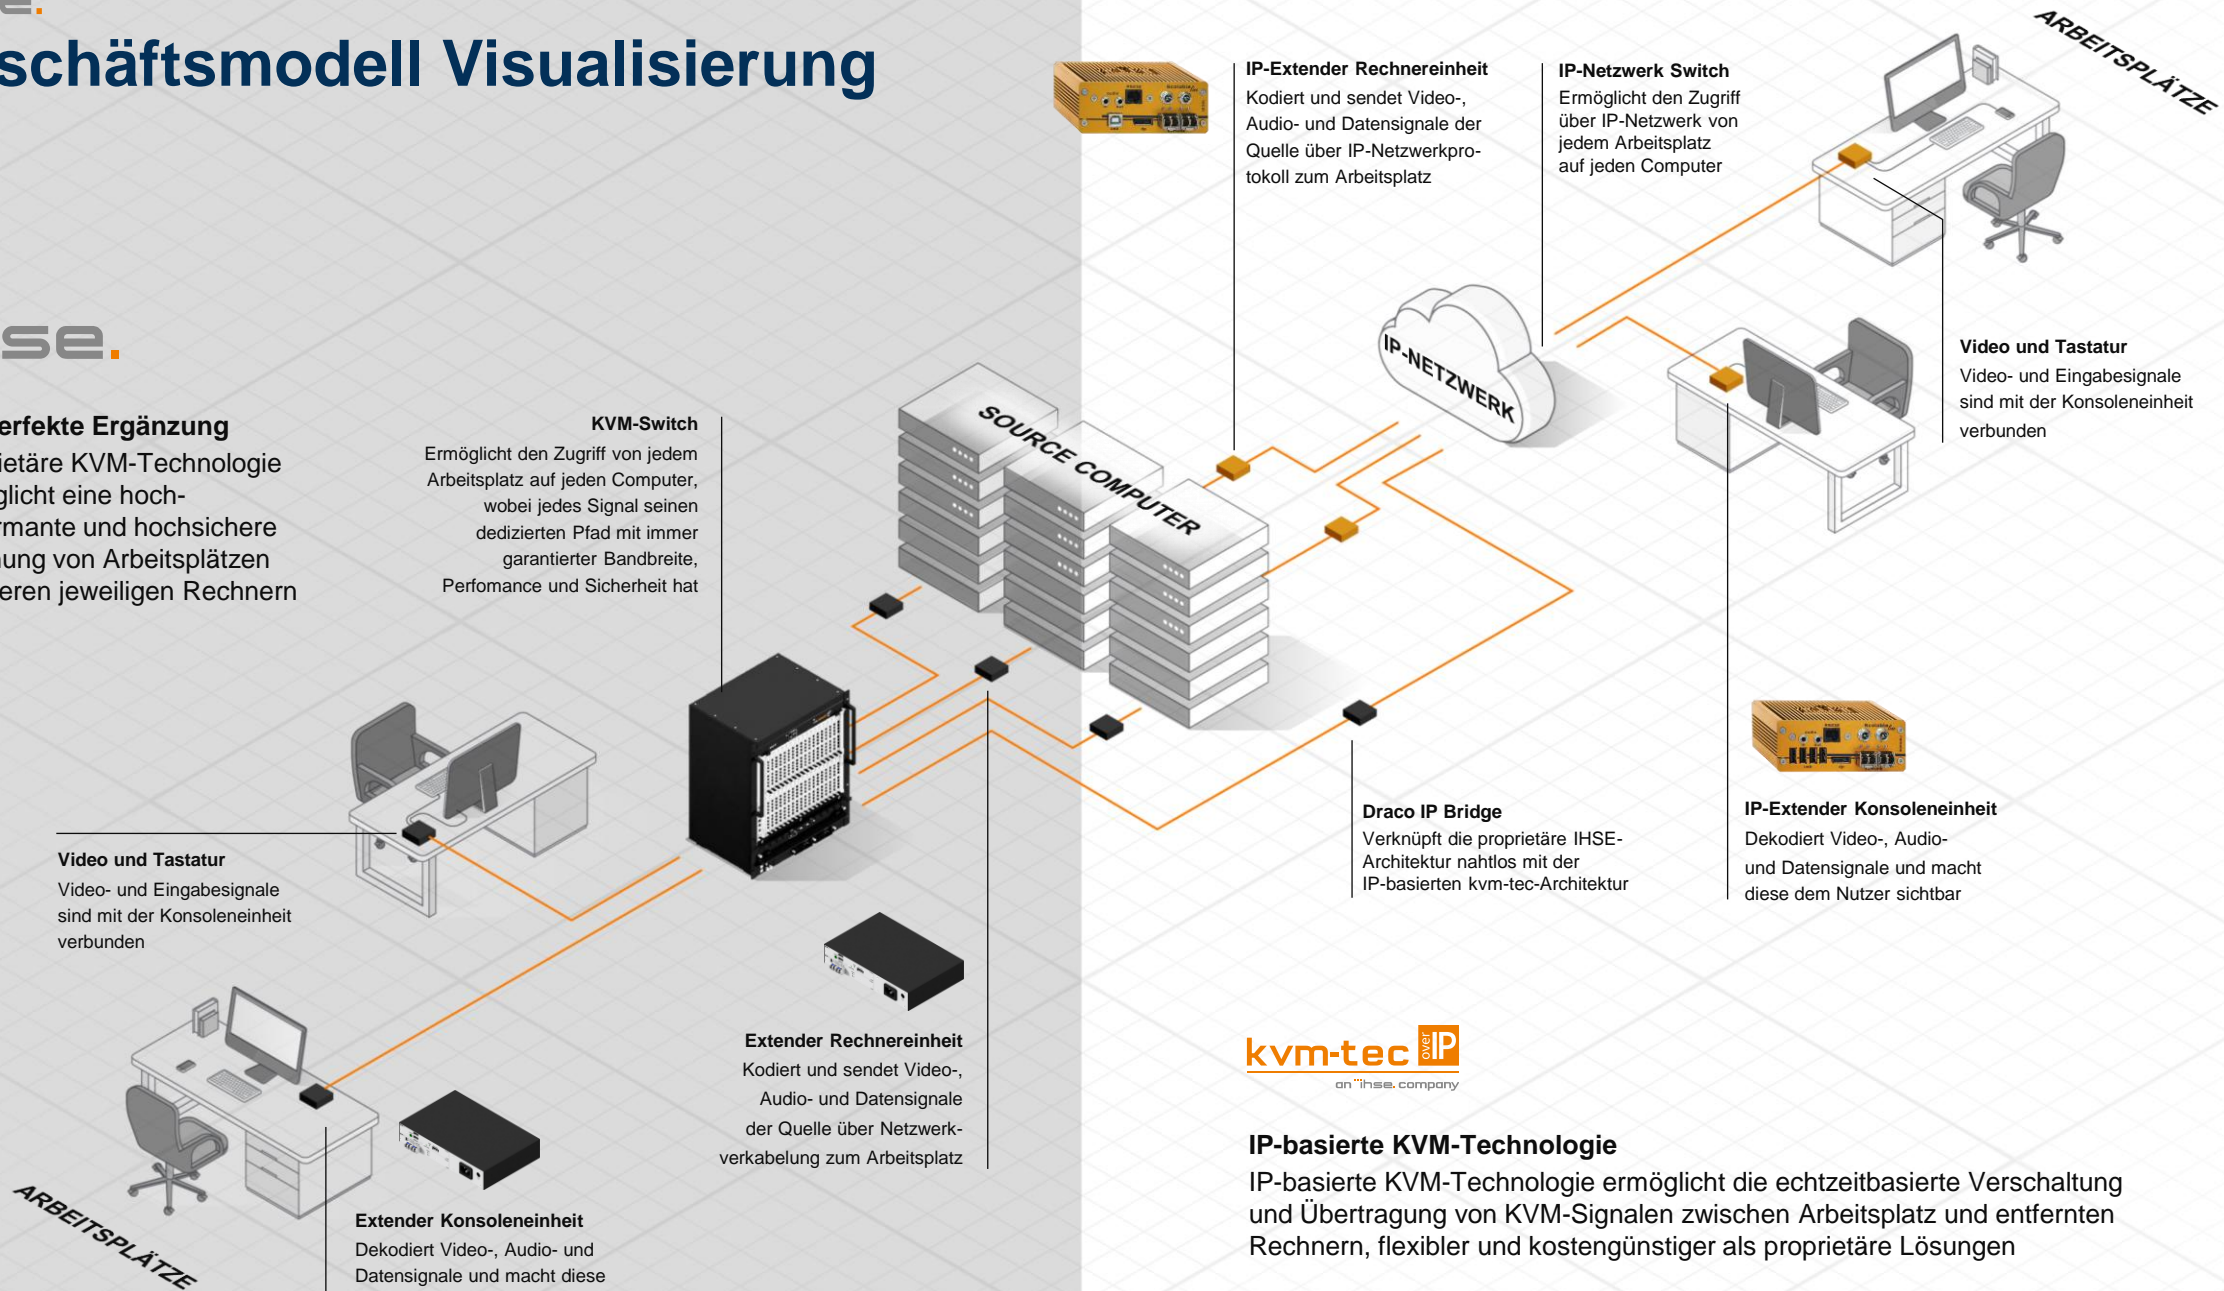 schäftsmodell Visualisierung
se.
erfekte Ergänzung
ietäre KVM-Technologie
glicht eine hoch-
rmante und hochsichere
nung von Arbeitsplätzen
eren jeweiligen Rechnern
KVM-Switch
Ermöglicht den Zugriff von jedem
Arbeitsplatz auf jeden Computer,
wobei jedes Signal seinen
dedizierten Pfad mit immer
garantierter Bandbreite,
Perfomance und Sicherheit hat
Video und Tastatur
Video- und Eingabesignale
sind mit der Konsoleneinheit
verbunden
Extender Rechnereinheit
Kodiert und sendet Video-,
Audio- und Datensignale
der Quelle über Netzwerk-
verkabelung zum Arbeitsplatz
Extender Konsoleneinheit
Dekodiert Video-, Audio- und
Datensignale und macht diese
ARBEITSPLÄTZE
SOURCE COMPUTER
IP-Extender Rechnereinheit
Kodiert und sendet Video-,
Audio- und Datensignale der
Quelle über IP-Netzwerkpro-
tokoll zum Arbeitsplatz
IP-Netzwerk Switch
Ermöglicht den Zugriff
über IP-Netzwerk von
jedem Arbeitsplatz
auf jeden Computer
ARBEITSPLÄTZE
IP-NETZWERK
Video und Tastatur
Video- und Eingabesignale
sind mit der Konsoleneinheit
verbunden
Draco IP Bridge
Verknüpft die proprietäre IHSE-
Architektur nahtlos mit der
IP-basierten kvm-tec-Architektur
IP-Extender Konsoleneinheit
Dekodiert Video-, Audio-
und Datensignale und macht
diese dem Nutzer sichtbar
kvm-tec over IP
an ihse. company
IP-basierte KVM-Technologie
IP-basierte KVM-Technologie ermöglicht die echtzeitbasierte Verschaltung
und Übertragung von KVM-Signalen zwischen Arbeitsplatz und entfernten
Rechnern, flexibler und kostengünstiger als proprietäre Lösungen